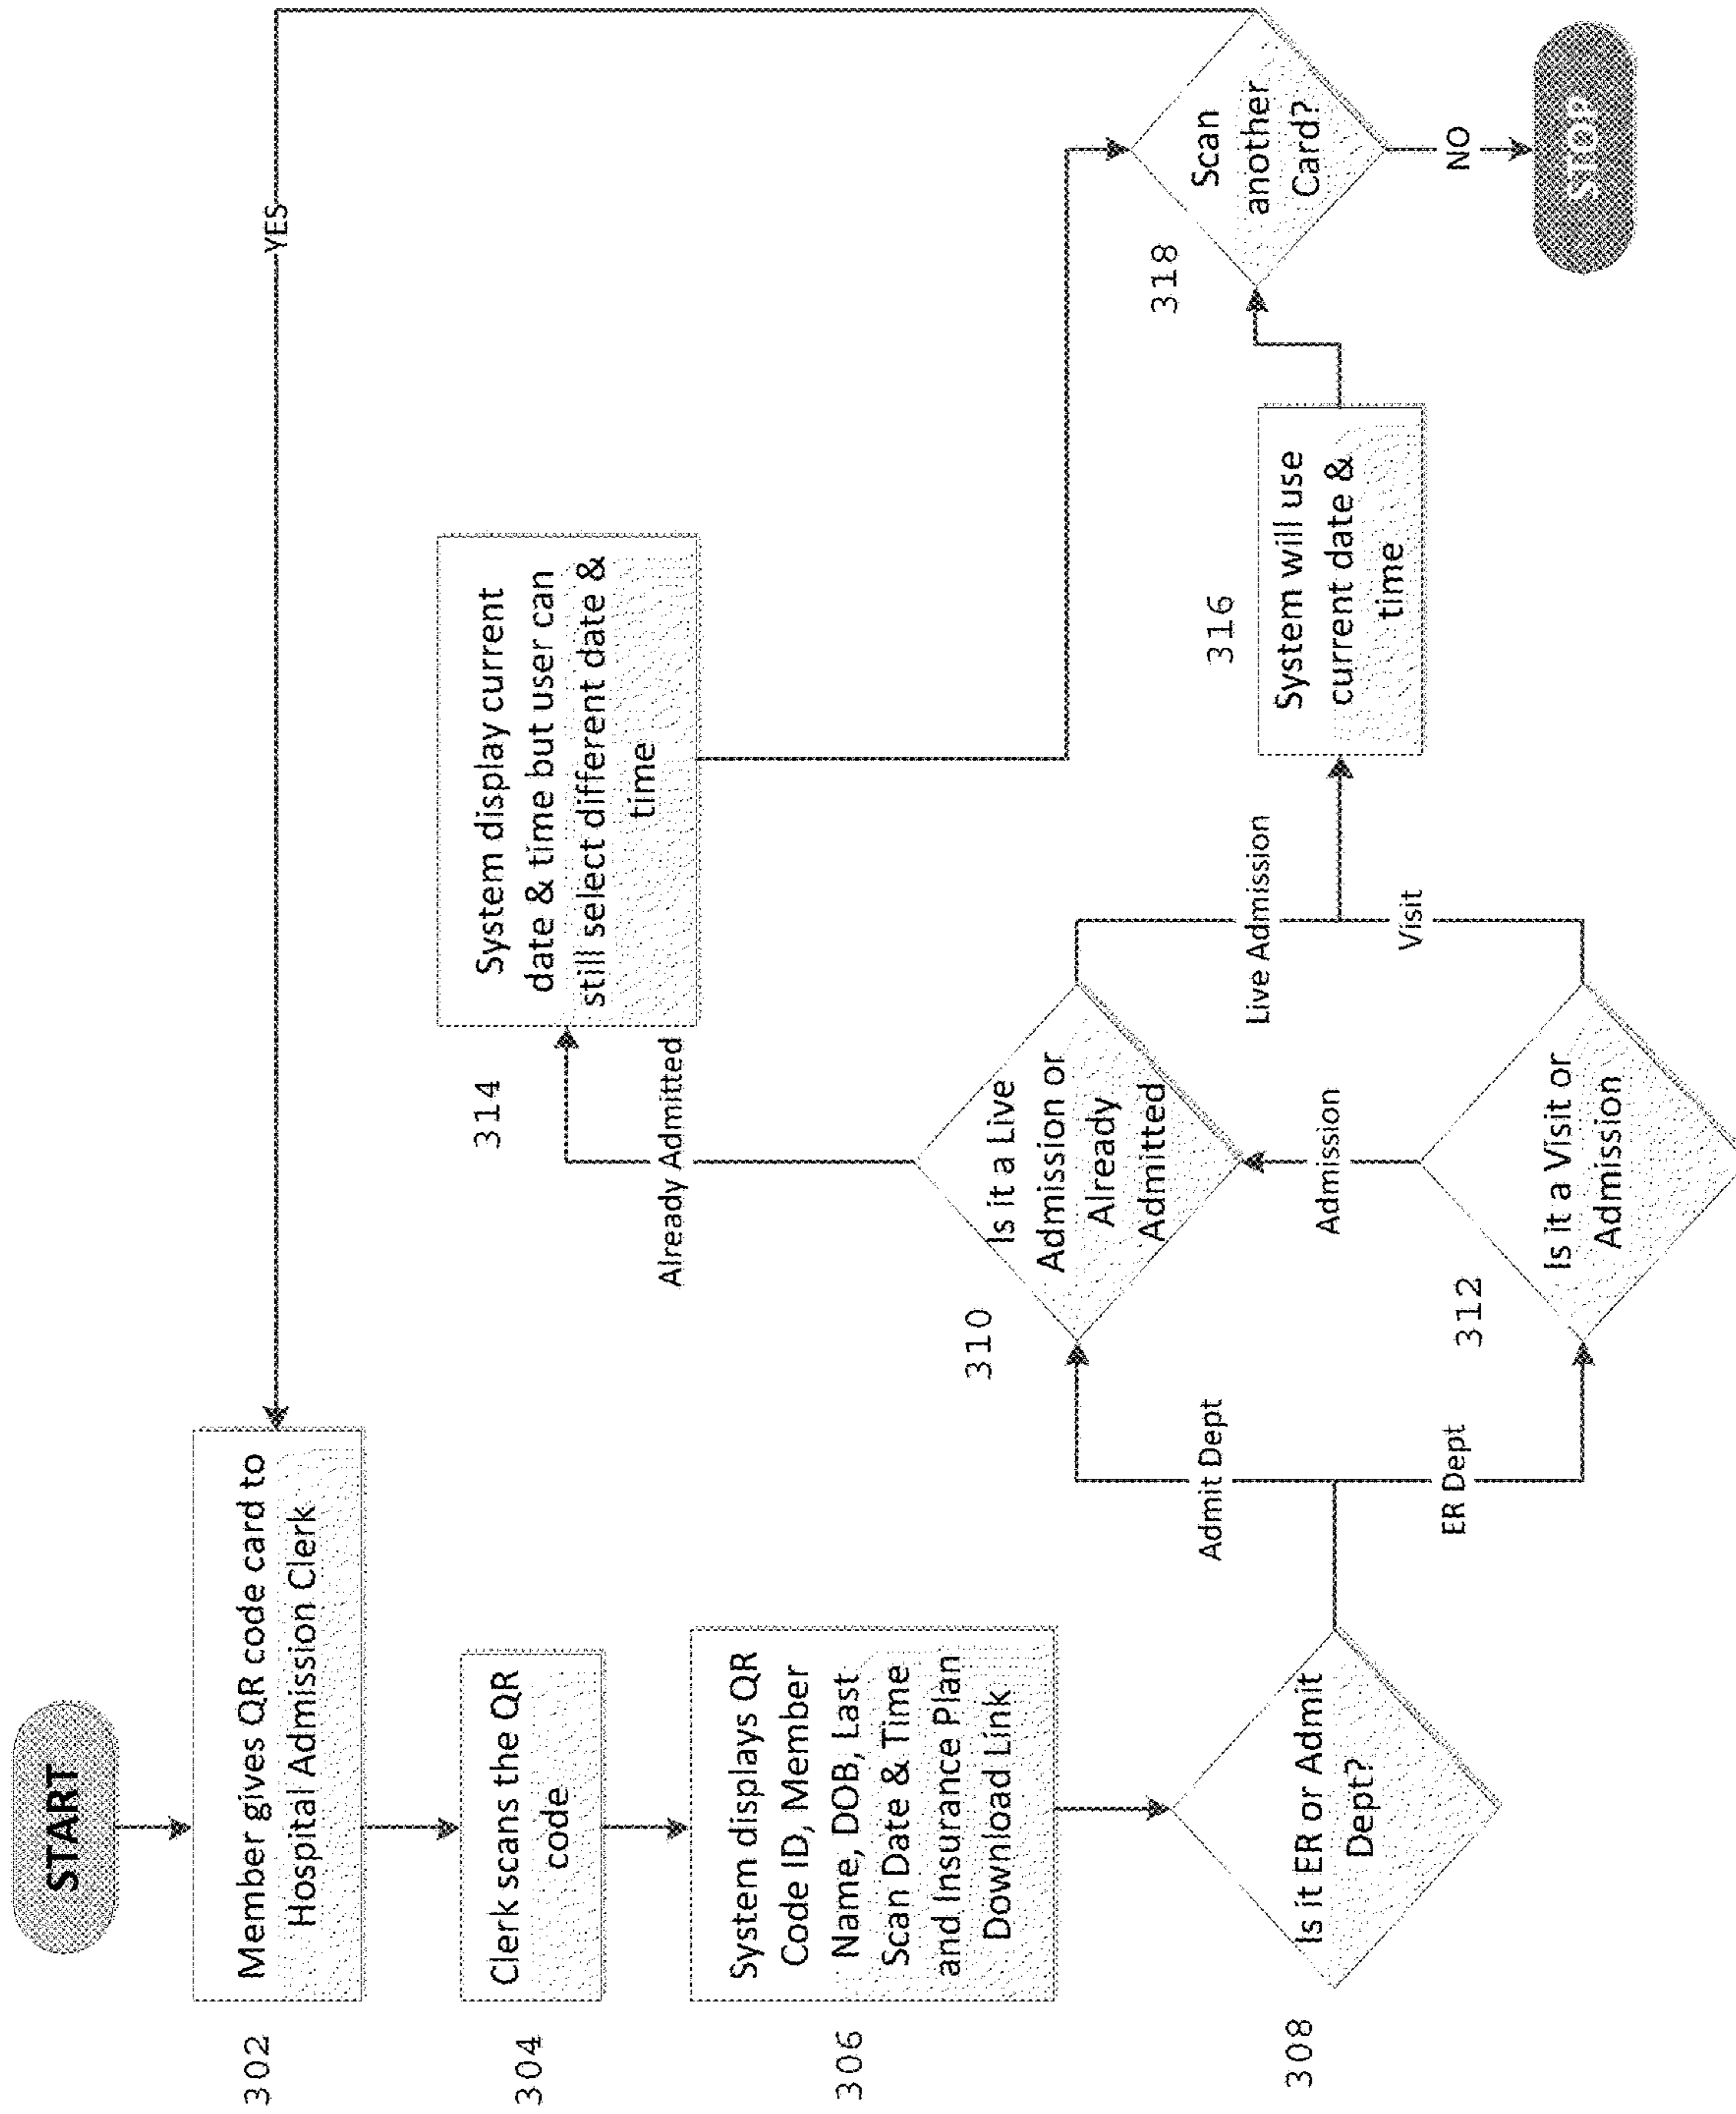 START
302
Member gives QR code card to
Hospital Admission Clerk
304
Clerk scans the QR
code
306
System displays QR
Code ID, Member
Name, DOB, Last
Scan Date & Time
and Insurance Plan
Download Link
308
Is it ER or Admit
Dept?
Admit Dept
ER Dept
310
Is it a Live
Admission or
Already
Admitted
312
Is it a Visit or
Admission
Admission
Already Admitted
Live Admission
Visit
314
System display current
date & time but user can
still select different date &
time
316
System will use
current date &
time
318
Scan
another
Card?
YES
NO
STOP